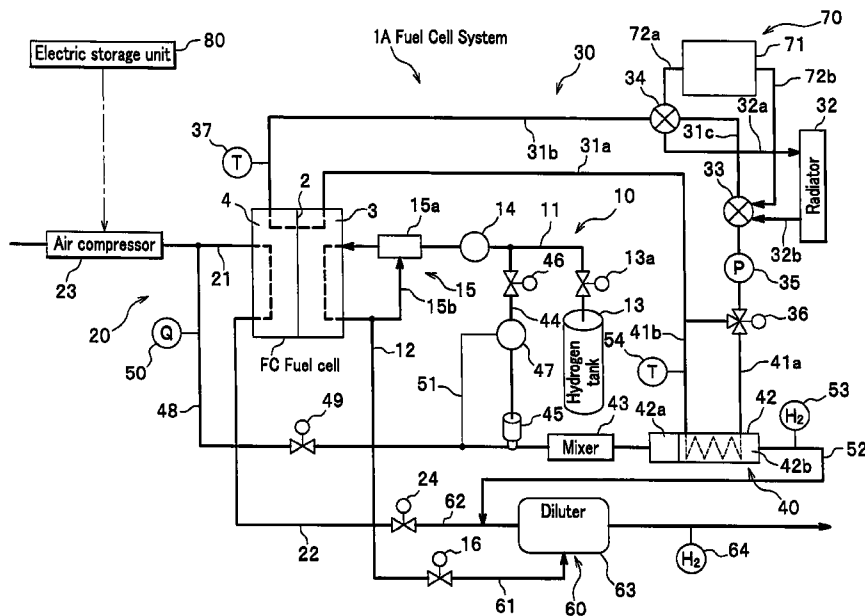 Electric storage unit
80
1A Fuel Cell System
30
70
72a
71
72b
34
32a
32
31c
37
T
31b
31a
33
Radiator
4
2
3
15a
14
10
11
32b
Air compressor
23
21
46
13a
P
35
15
15b
44
13
36
20
Q
50
12
54
41b
Hydrogen tank
47
T
41a
FC Fuel cell
51
53
H2
48
49
45
43
42a
42
Mixer
42b
52
24
62
40
22
Diluter
16
H2
64
61
60
63